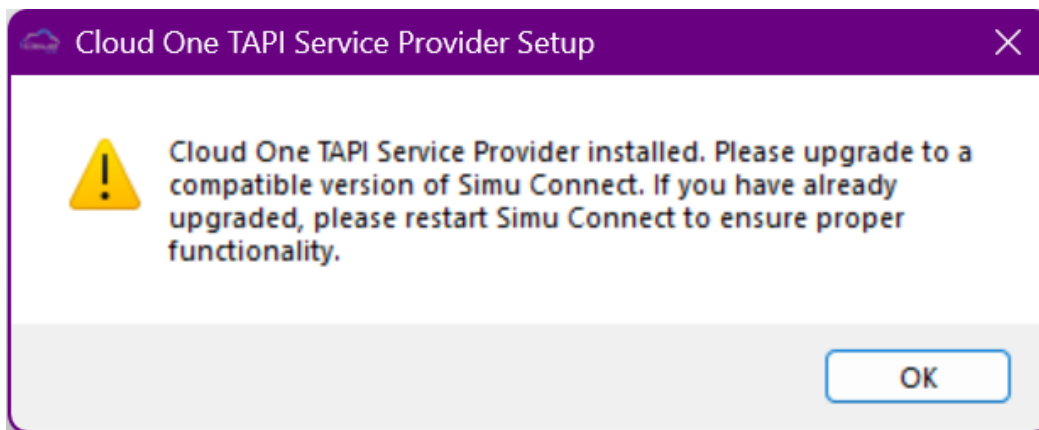 Cloud One TAPI Service Provider Setup
Cloud One TAPI Service Provider installed. Please upgrade to a
compatible version of Simu Connect. If you have already
upgraded, please restart Simu Connect to ensure proper
functionality.
OK